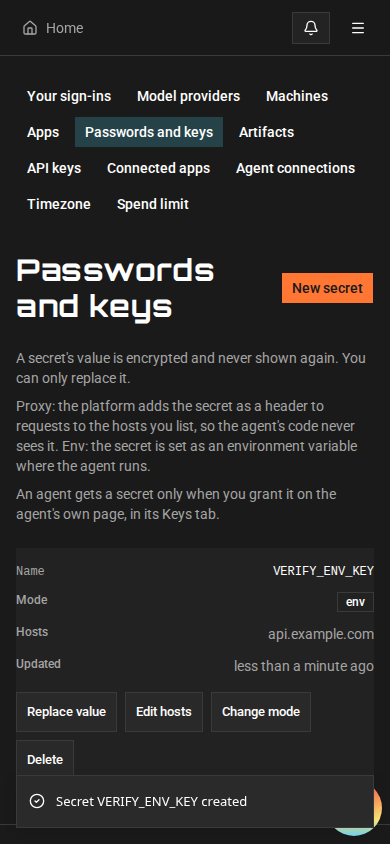 Home
Your sign-ins Model providers Machines
Apps Passwords and keys Artifacts
API keys Connected apps Agent connections
Timezone Spend limit
Passwords
and keys
New secret
A secret's value is encrypted and never shown again. You
can only replace it.
Proxy: the platform adds the secret as a header to
requests to the hosts you list, so the agent's code never
sees it. Env: the secret is set as an environment variable
where the agent runs.
An agent gets a secret only when you grant it on the
agent's own page, in its Keys tab.
Name VERIFY_ENV_KEY
Mode env
Hosts api.example.com
Updated less than a minute ago
Replace value Edit hosts Change mode
Delete
Secret VERIFY_ENV_KEY created